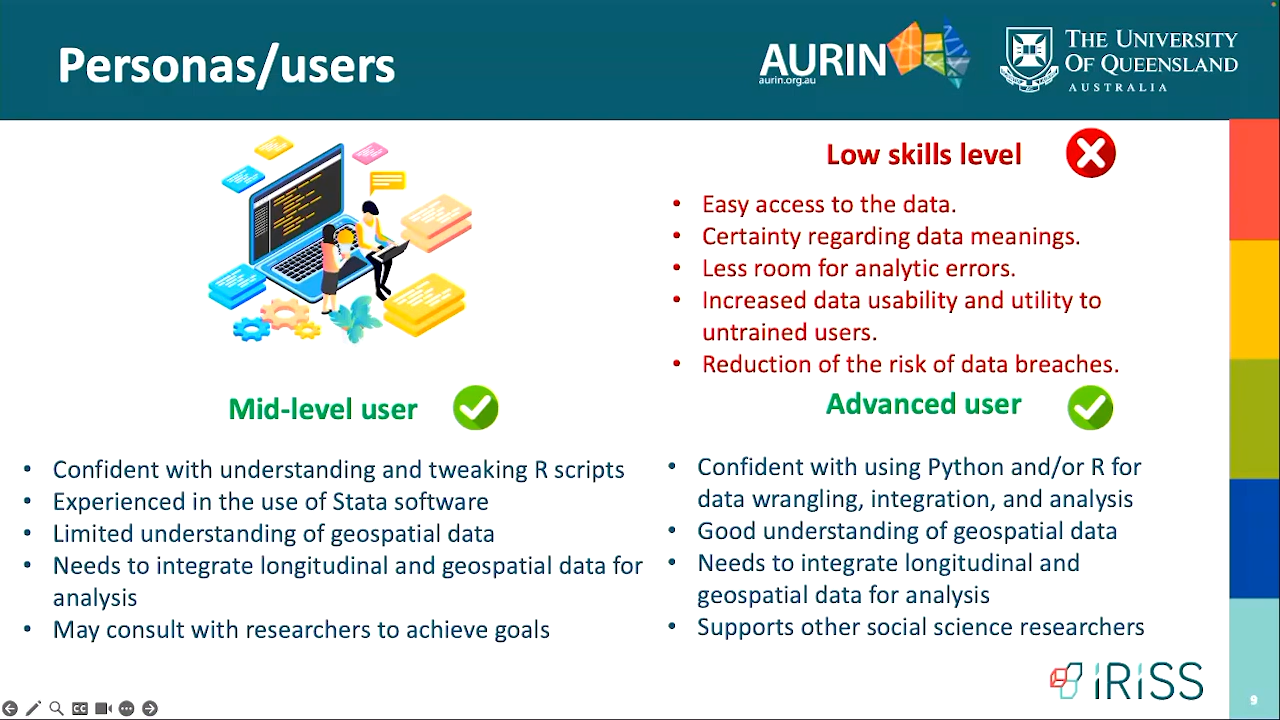 Personas/users
AURIN
aurin.org.au
THE UNIVERSITY
OF QUEENSLAND
AUSTRALIA
Low skills level
• Easy access to the data.
• Certainty regarding data meanings.
• Less room for analytic errors.
• Increased data usability and utility to
untrained users.
• Reduction of the risk of data breaches.
Mid-level user
• Confident with understanding and tweaking R scripts
• Experienced in the use of Stata software
• Limited understanding of geospatial data
• Needs to integrate longitudinal and geospatial data for
analysis
• May consult with researchers to achieve goals
Advanced user
• Confident with using Python and/or R for
data wrangling, integration, and analysis
• Good understanding of geospatial data
• Needs to integrate longitudinal and
geospatial data for analysis
• Supports other social science researchers
iRiSS
9
CC